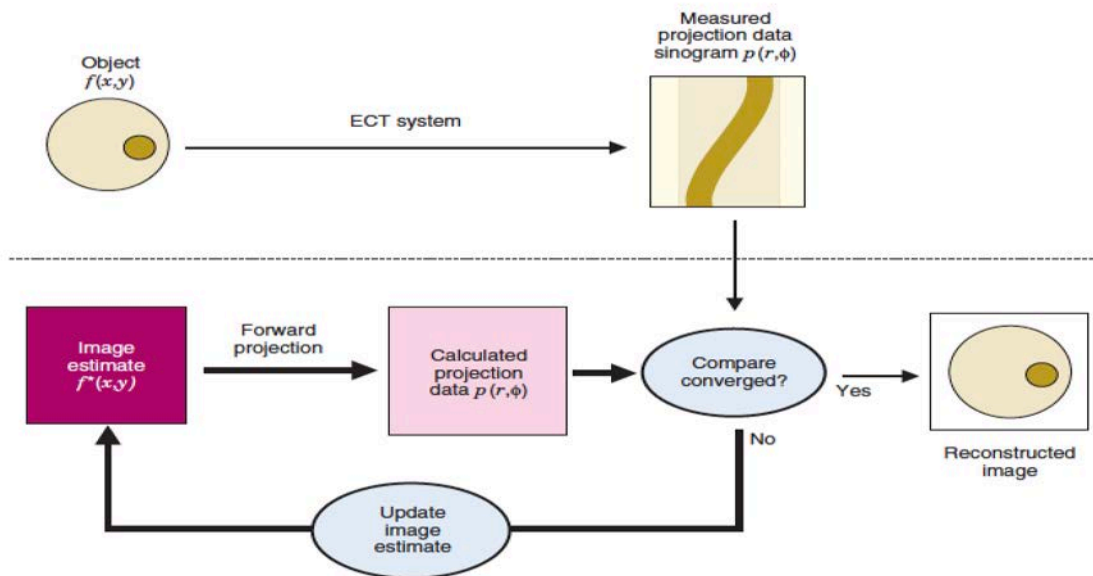 Object
f(x,y)
ECT system
Measured
projection data
sinogram p(r,ϕ)
Image
estimate
f*(x,y)
Forward
projection
Calculated
projection
data p(r,ϕ)
Compare
converged?
Yes
No
Reconstructed
image
Update
image
estimate